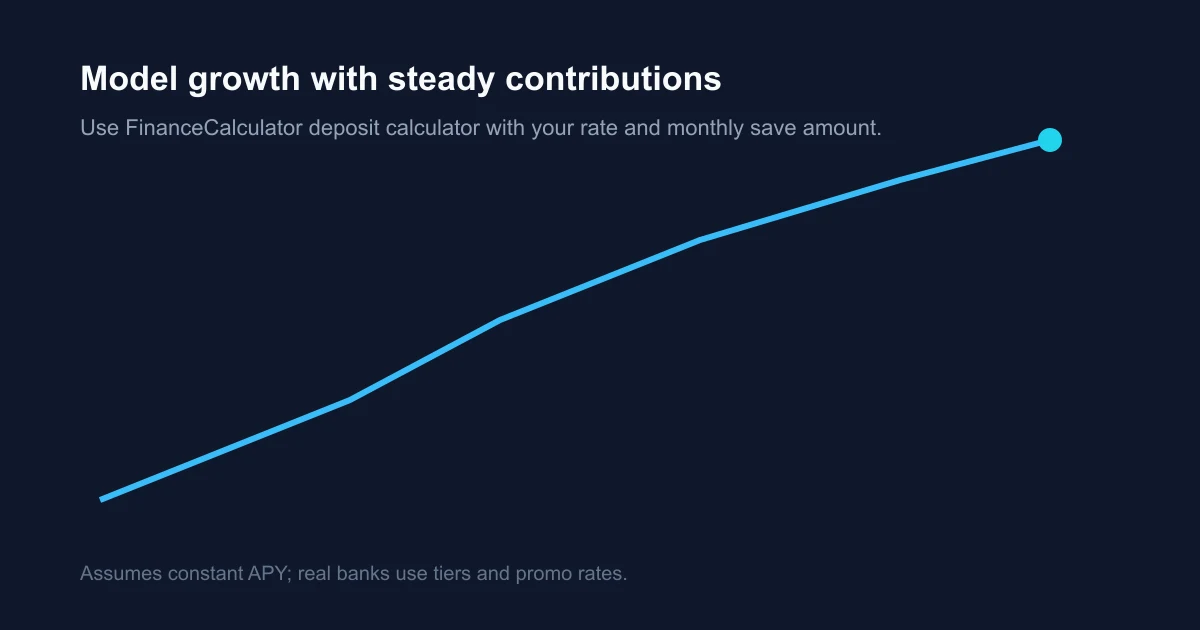 Model growth with steady contributions
Use FinanceCalculator deposit calculator with your rate and monthly save amount.
Assumes constant APY; real banks use tiers and promo rates.